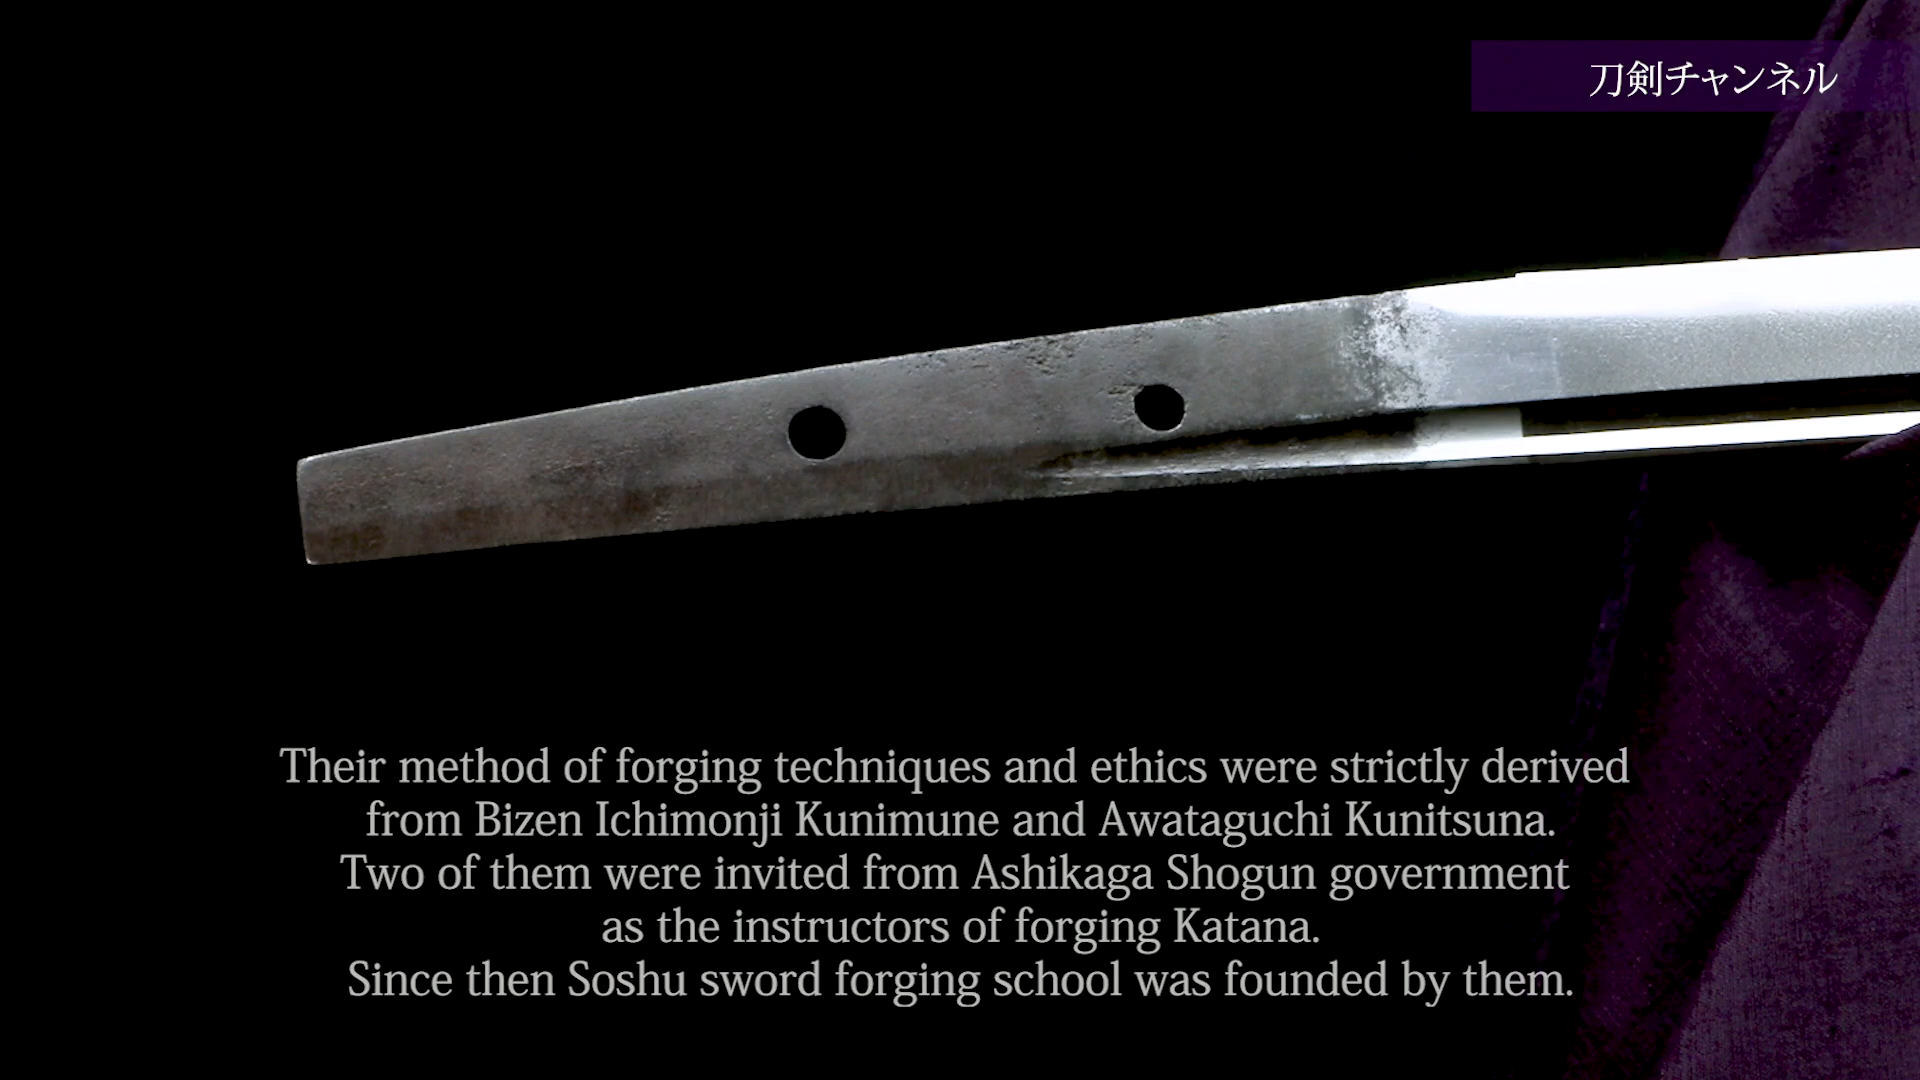 刀剣チャンネル
Their method of forging techniques and ethics were strictly derived
from Bizen Ichimonji Kunimune and Awataguchi Kunitsuna.
Two of them were invited from Ashikaga Shogun government
as the instructors of forging Katana.
Since then Soshu sword forging school was founded by them.